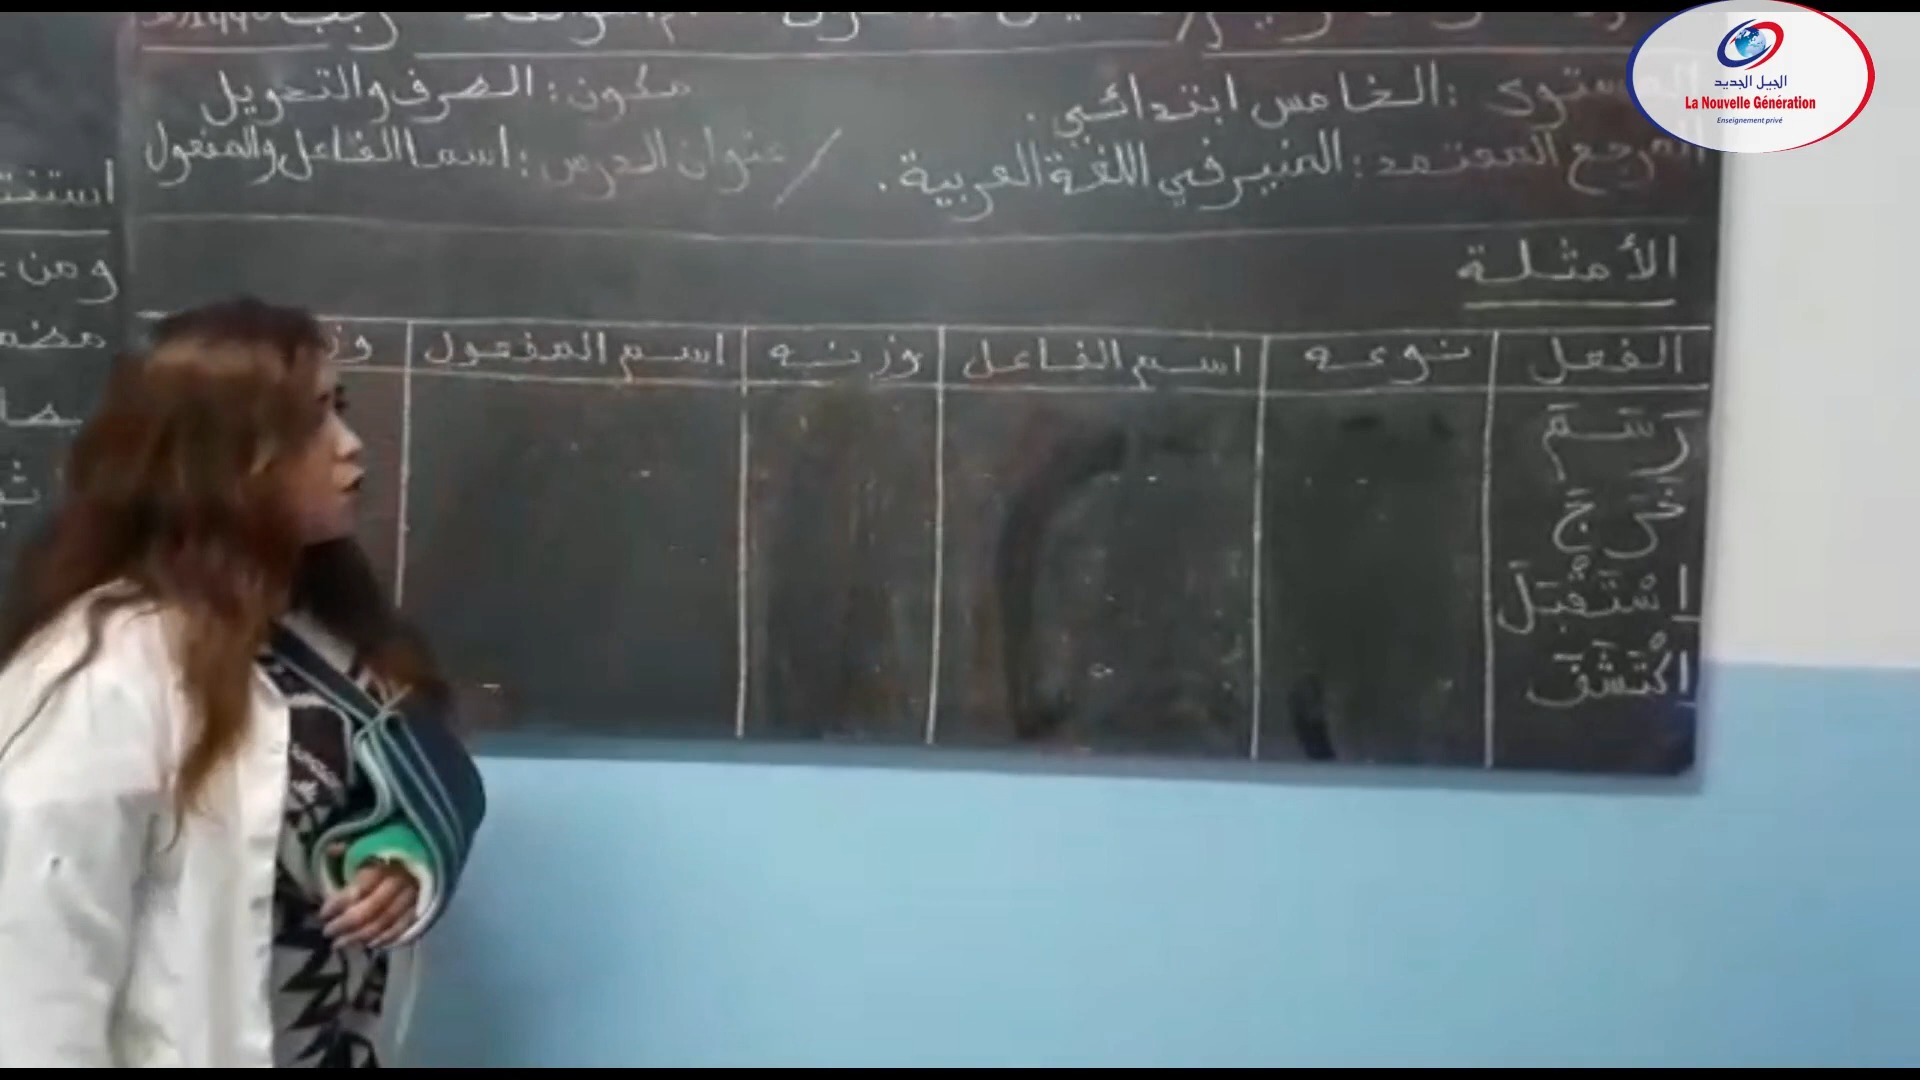 المستوى: الخامس ابتدائي.
مكون: الصرف والتحويل
المرجع المعتمد: المنير في اللغة العربية.
/ عنوان الدرس: اسما الفاعل والمفعول
الأمثلة
الفعل نوعه اسم الفاعل وزنه اسم المفعول
رَسَمَ
خَرَجَ
اِسْتَقْبَلَ
اِكْتَشَفَ
الجيل الجديد
La Nouvelle Génération
Enseignement privé